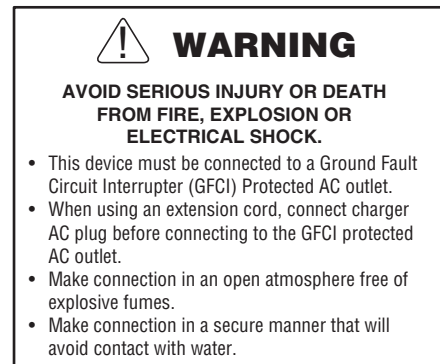 WARNING
AVOID SERIOUS INJURY OR DEATH
FROM FIRE, EXPLOSION OR
ELECTRICAL SHOCK.
• This device must be connected to a Ground Fault
Circuit Interrupter (GFCI) Protected AC outlet.
• When using an extension cord, connect charger
AC plug before connecting to the GFCI protected
AC outlet.
• Make connection in an open atmosphere free of
explosive fumes.
• Make connection in a secure manner that will
avoid contact with water.